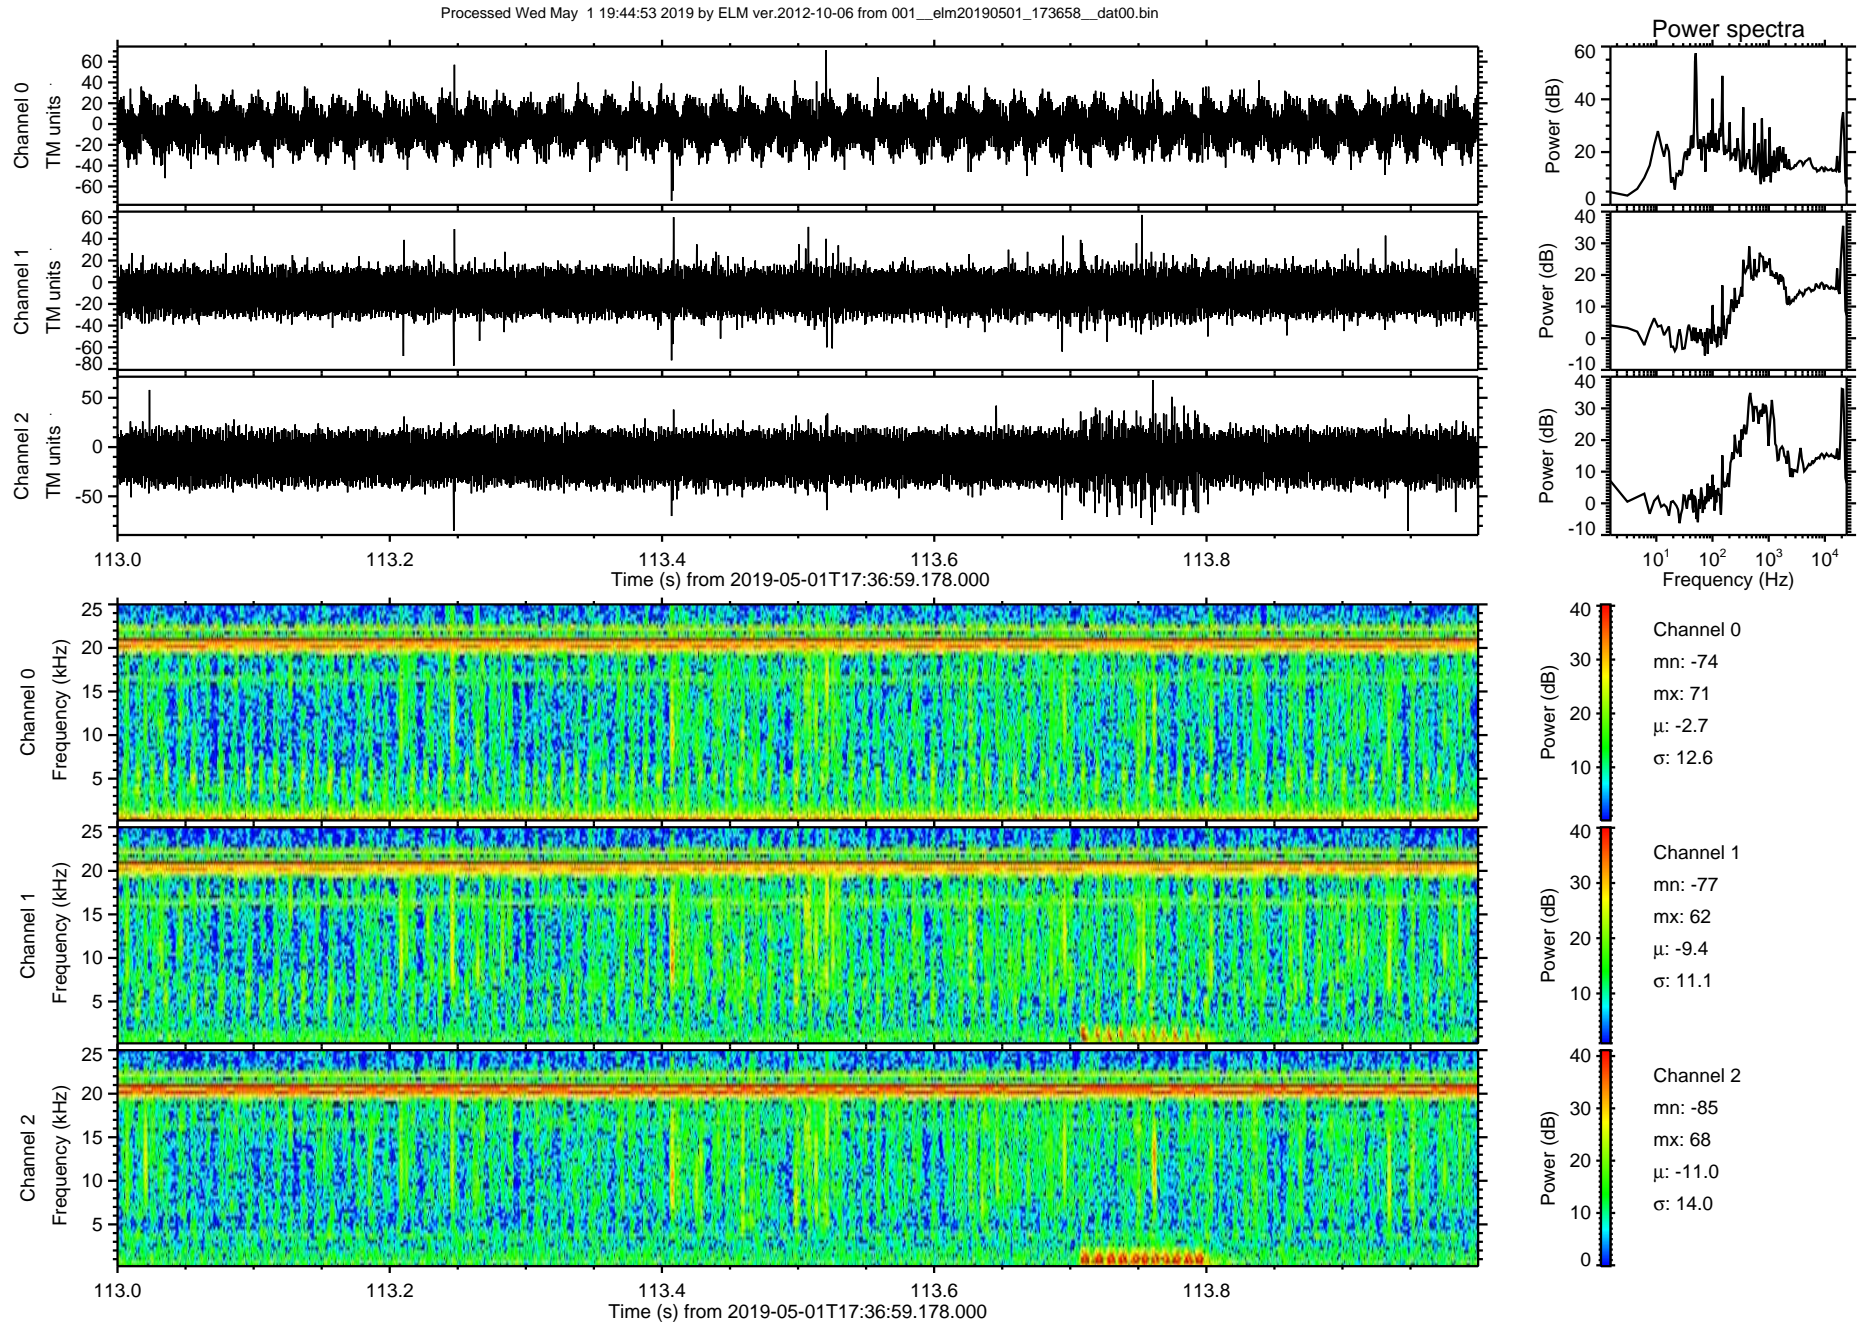 Processed Wed May  1 19:44:53 2019 by ELM ver.2012-10-06 from 001__elm20190501_173658__dat00.bin
Power spectra
Channel 0
TM units
60
40
20
0
-20
-40
-60
Power (dB)
60
40
20
0
Channel 1
TM units
60
40
20
0
-20
-40
-60
-80
Power (dB)
40
30
20
10
0
-10
Channel 2
TM units
50
0
-50
Power (dB)
40
30
20
10
0
-10
113.0 113.2 113.4 113.6 113.8
Time (s) from 2019-05-01T17:36:59.178.000
10¹ 10² 10³ 10⁴
Frequency (Hz)
Channel 0
Frequency (kHz)
25
20
15
10
5
Power (dB)
40
30
20
10
Channel 0
mn: -74
mx: 71
μ: -2.7
σ: 12.6
Channel 1
Frequency (kHz)
25
20
15
10
5
Power (dB)
40
30
20
10
Channel 1
mn: -77
mx: 62
μ: -9.4
σ: 11.1
Channel 2
Frequency (kHz)
25
20
15
10
5
Power (dB)
40
30
20
10
0
Channel 2
mn: -85
mx: 68
μ: -11.0
σ: 14.0
113.0 113.2 113.4 113.6 113.8
Time (s) from 2019-05-01T17:36:59.178.000